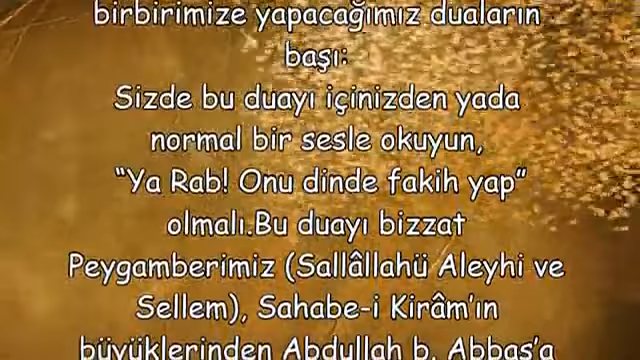 birbirimize yapacağımız duaların
başı:
Sizde bu duayı içinizden yada
normal bir sesle okuyun,
“Ya Rab! Onu dinde fakih yap”
olmalı.Bu duayı bizzat
Peygamberimiz (Sallâllahü Aleyhi ve
Sellem), Sahabe-i Kirâm’ın
büyüklerinden Abdullah b. Abbas’a